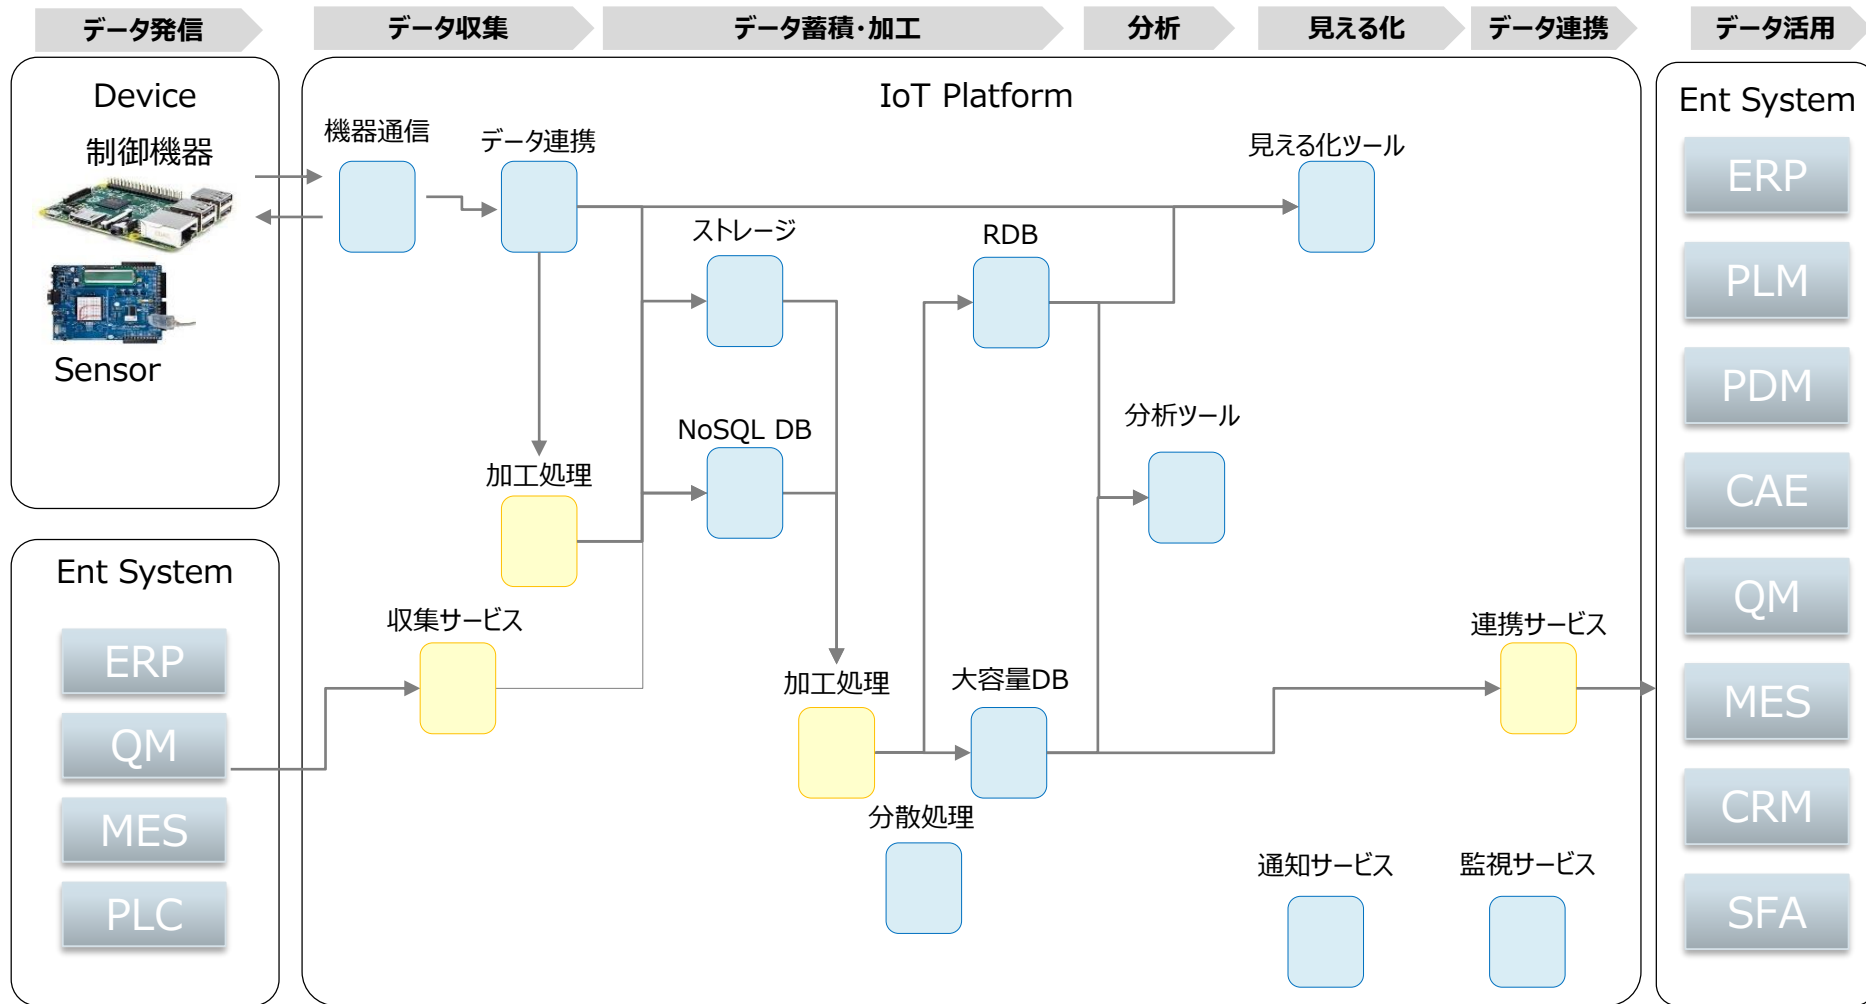 データ発信
データ収集
データ蓄積・加工
分析
見える化
データ連携
データ活用
Device
制御機器
Sensor
Ent System
ERP
QM
MES
PLC
IoT Platform
機器通信
データ連携
見える化ツール
ストレージ
RDB
NoSQL DB
分析ツール
加工処理
収集サービス
連携サービス
加工処理
大容量DB
分散処理
通知サービス
監視サービス
Ent System
ERP
PLM
PDM
CAE
QM
MES
CRM
SFA